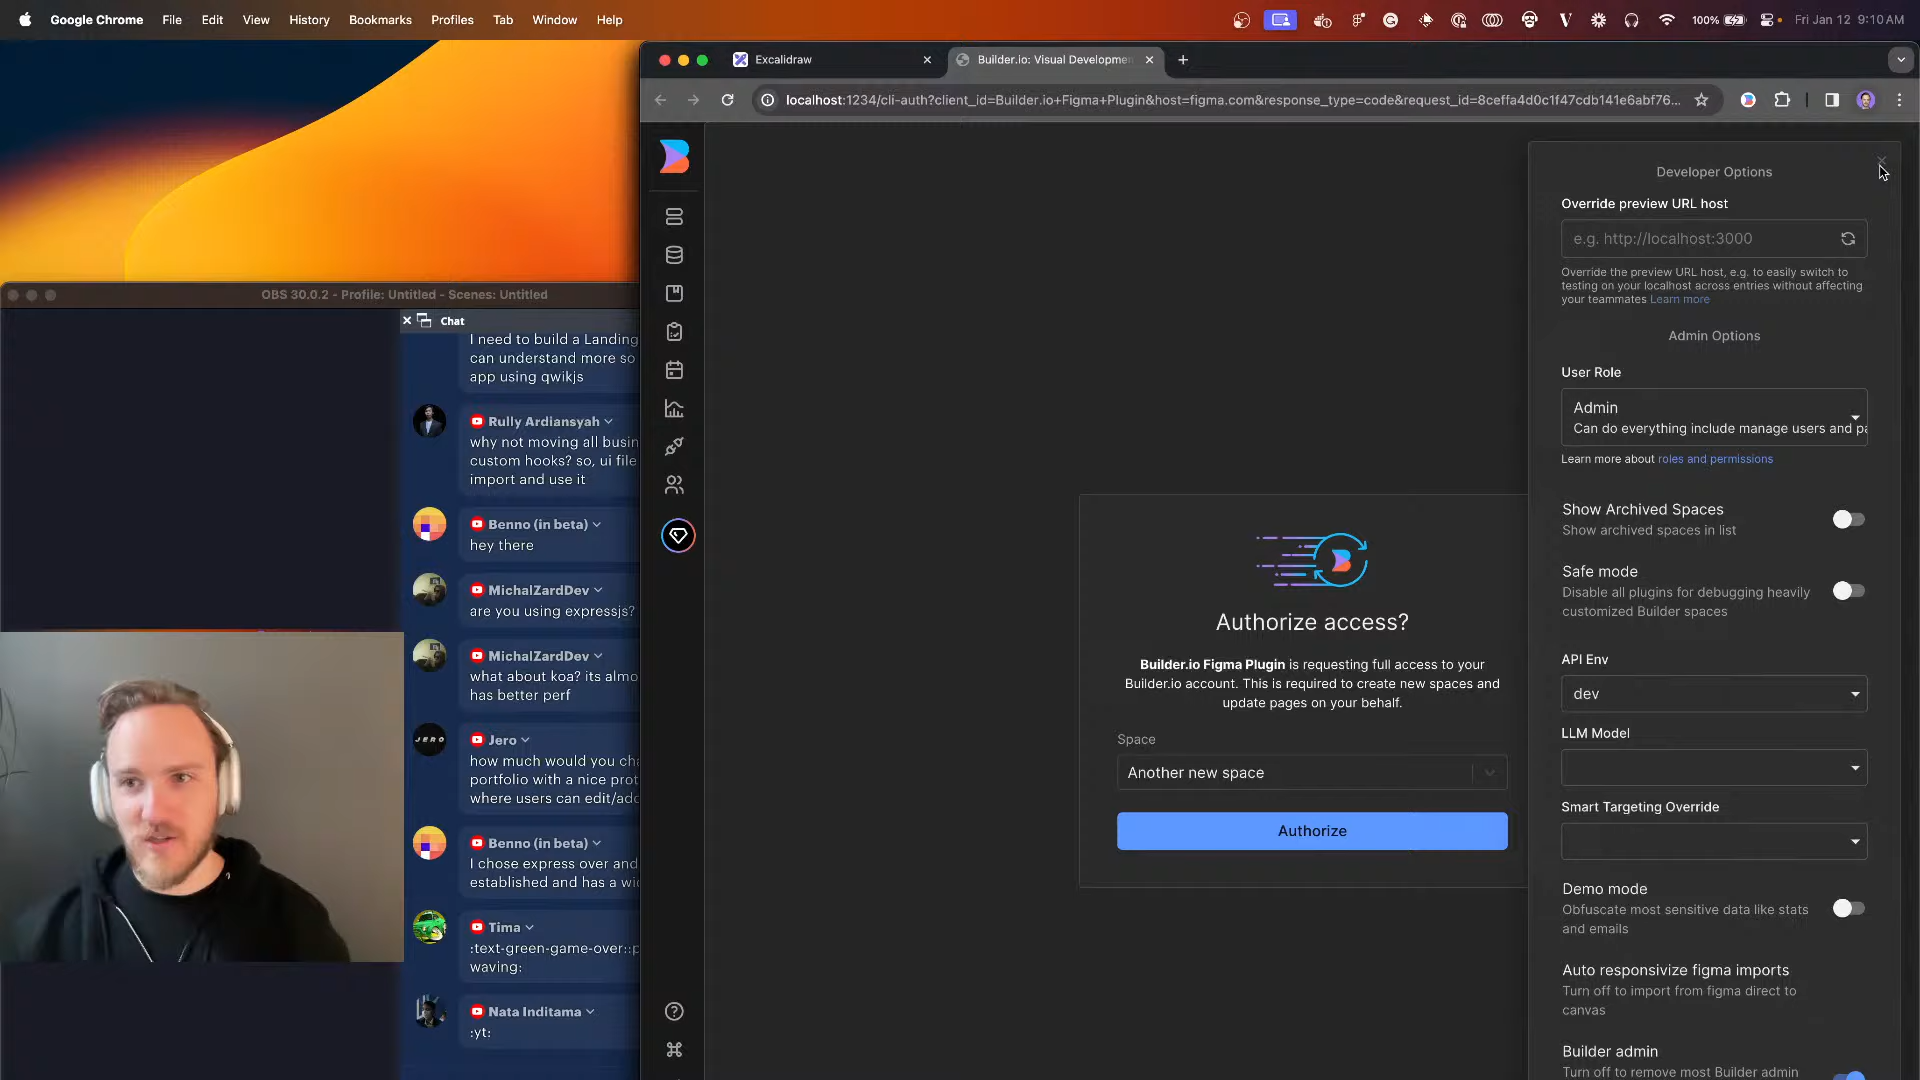 Google Chrome File Edit View History Bookmarks Profiles Tab Window Help
100% Fri Jan 12 9:10 AM
Excalidraw
Builder.io: Visual Developmen
localhost:1234/cli-auth?client_id=Builder.io+Figma+Plugin&host=figma.com&response_type=code&request_id=8ceffa4d0c1f47cdb141e6abf76...
OBS 30.0.2 - Profile: Untitled - Scenes: Untitled
Chat
I need to build a Landing
can understand more so
app using qwikjs
Rully Ardiansyah
why not moving all busin
custom hooks? so, ui file
import and use it
Benno (in beta)
hey there
MichalZardDev
are you using expressjs?
MichalZardDev
what about koa? its almo
has better perf
Jero
JERO
how much would you cha
portfolio with a nice prot
where users can edit/add
Benno (in beta)
I chose express over and
established and has a wi
Tima
:text-green-game-over::p
waving:
Nata Inditama
:yt:
Authorize access?
Builder.io Figma Plugin is requesting full access to your
Builder.io account. This is required to create new spaces and
update pages on your behalf.
Space
Another new space
Authorize
Developer Options
Override preview URL host
e.g. http://localhost:3000
Override the preview URL host, e.g. to easily switch to
testing on your localhost across entries without affecting
your teammates Learn more
Admin Options
User Role
Admin
Can do everything include manage users and pa
Learn more about roles and permissions
Show Archived Spaces
Show archived spaces in list
Safe mode
Disable all plugins for debugging heavily
customized Builder spaces
API Env
dev
LLM Model
Smart Targeting Override
Demo mode
Obfuscate most sensitive data like stats
and emails
Auto responsivize figma imports
Turn off to import from figma direct to
canvas
Builder admin
Turn off to remove most Builder admin